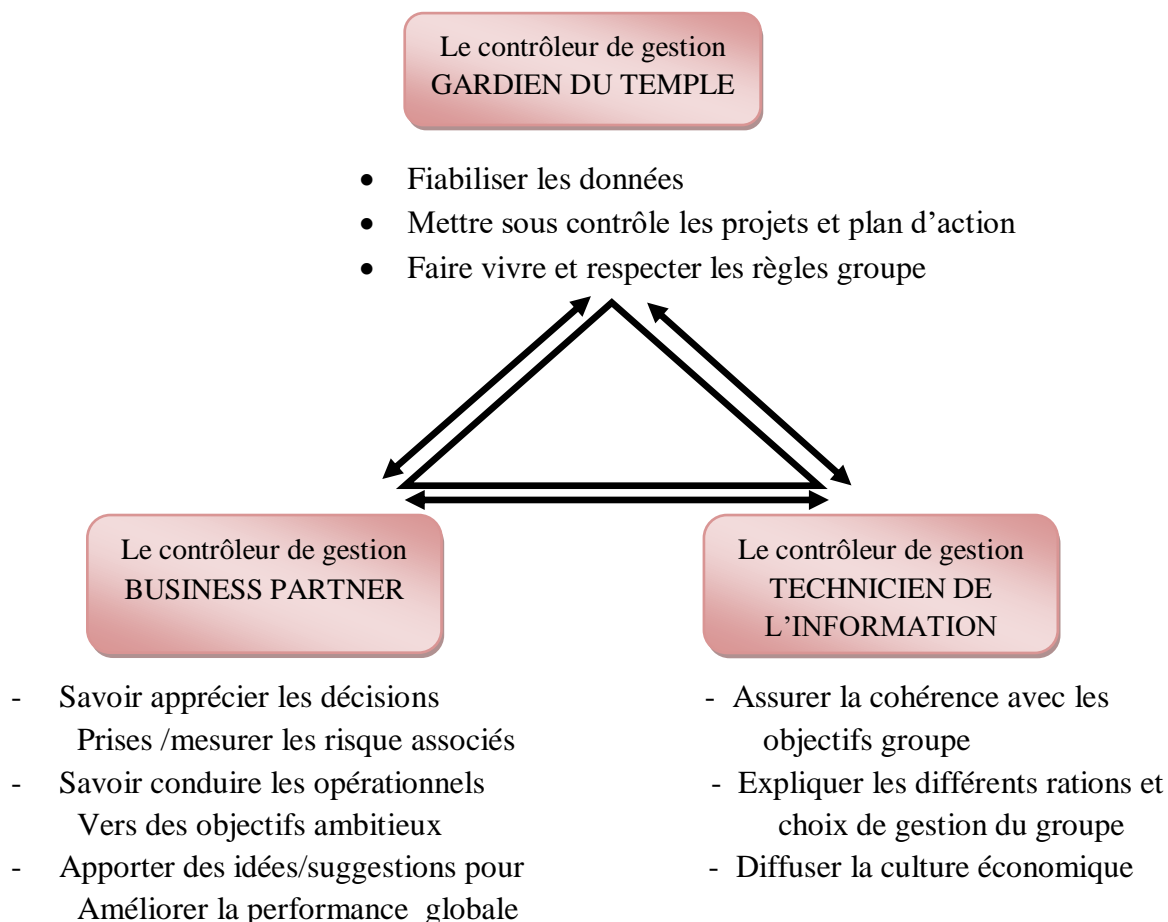 Le contrôleur de gestion
GARDIEN DU TEMPLE
• Fiabiliser les données
• Mettre sous contrôle les projets et plan d’action
• Faire vivre et respecter les règles groupe
Le contrôleur de gestion
BUSINESS PARTNER
- Savoir apprécier les décisions
Prises /mesurer les risque associés
- Savoir conduire les opérationnels
Vers des objectifs ambitieux
- Apporter des idées/suggestions pour
Améliorer la performance globale
Le contrôleur de gestion
TECHNICIEN DE
L’INFORMATION
- Assurer la cohérence avec les
objectifs groupe
- Expliquer les différents rations et
choix de gestion du groupe
- Diffuser la culture économique